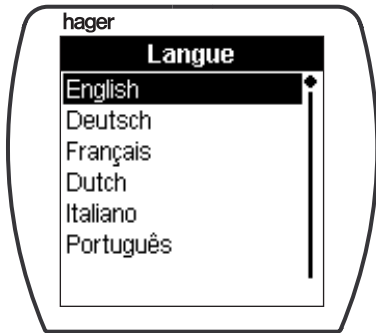 hager
Langue
English
Deutsch
Français
Dutch
Italiano
Português